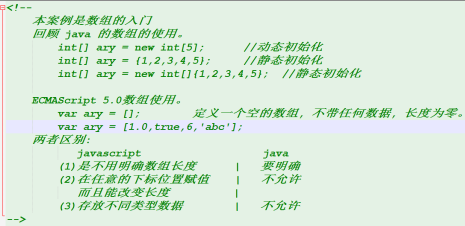 <!--
本案例是数组的入门
回顾 java 的数组的使用。
int[] ary = new int[5];     //动态初始化
int[] ary = {1,2,3,4,5};     //静态初始化
int[] ary = new int[]{1,2,3,4,5};  //静态初始化
ECMAScript 5.0数组使用。
var ary = [];     定义一个空的数组, 不带任何数据, 长度为零。
var ary = [1.0,true,6,'abc'];
两者区别:
javascript     java
(1)是不用明确数组长度  |  要明确
(2)在任意的下标位置赋值  |  不允许
而且能改变长度  |
(3)存放不同类型数据  |  不允许
-->